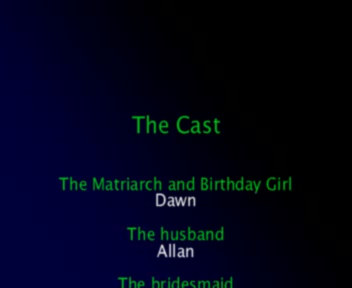 The Cast
The Matriarch and Birthday Girl
Dawn
The husband
Allan
The bridesmaid